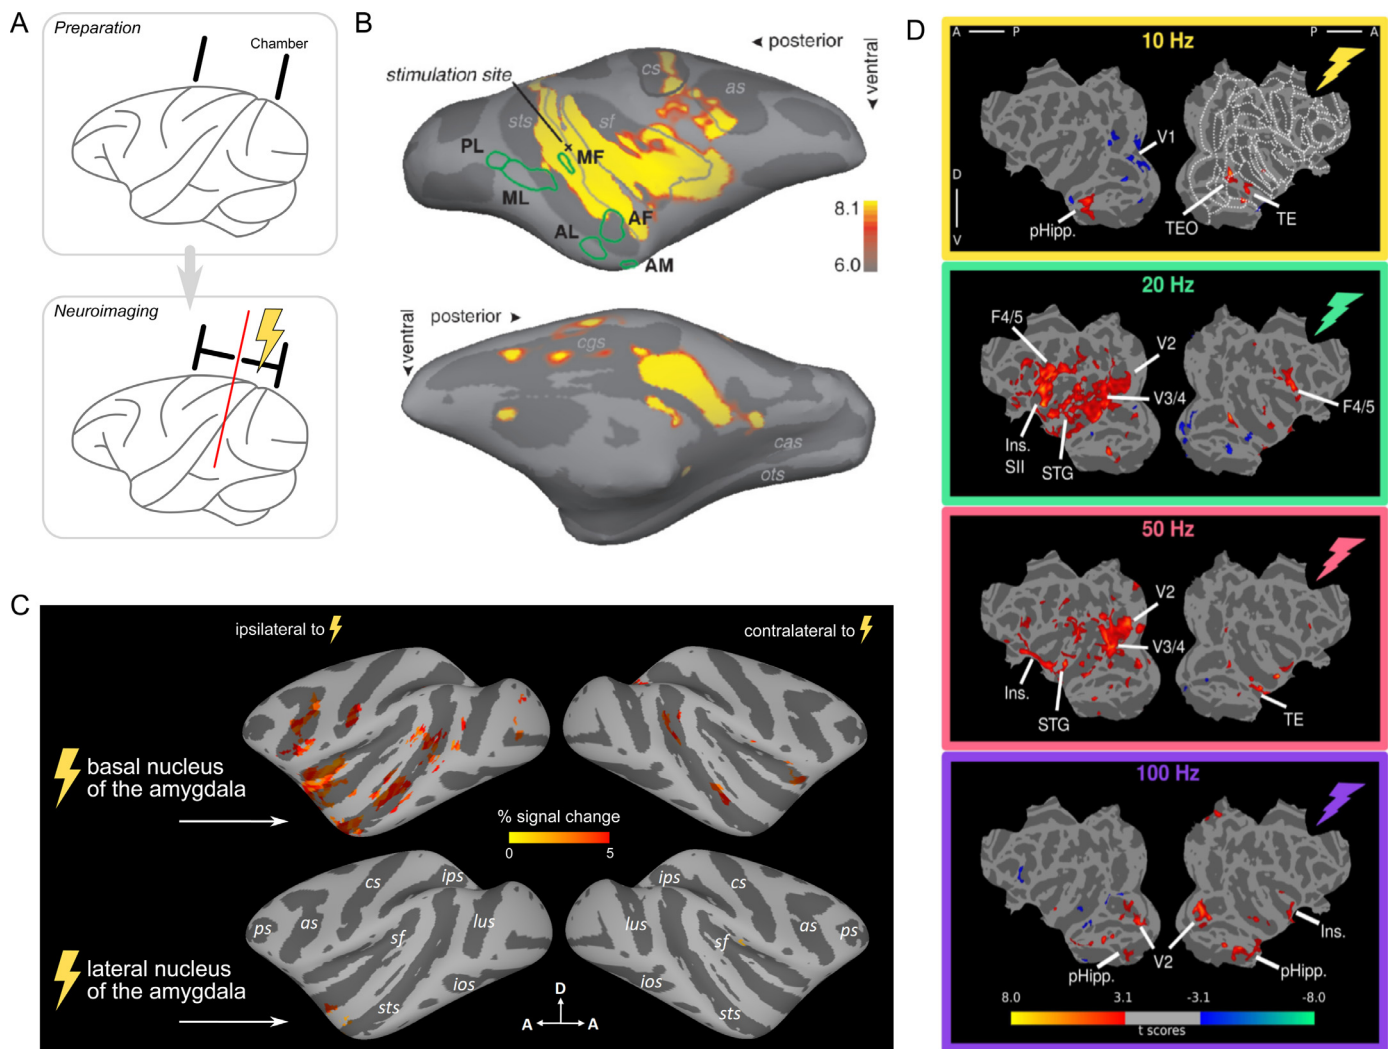 A
Preparation
Chamber
Neuroimaging
B
posterior
ventral
stimulation site
cs
as
sts
sf
PL
MF
ML
AF
AL
AM
8.1
6.0
posterior
ventral
cgs
cas
ots
C
ipsilateral to
contralateral to
basal nucleus
of the amygdala
% signal change
0
5
lateral nucleus
of the amygdala
ps
as
cs
ips
lus
sf
ios
sts
ips
cs
lus
sf
as
ps
ios
sts
D
A
A
D
A
P
10 Hz
P
A
D
V
V1
pHipp.
TEO
TE
20 Hz
F4/5
V2
V3/4
Ins.
SII
STG
F4/5
50 Hz
V2
V3/4
Ins.
STG
TE
100 Hz
Ins.
V2
pHipp.
pHipp.
8.0
3.1
-3.1
-8.0
t scores